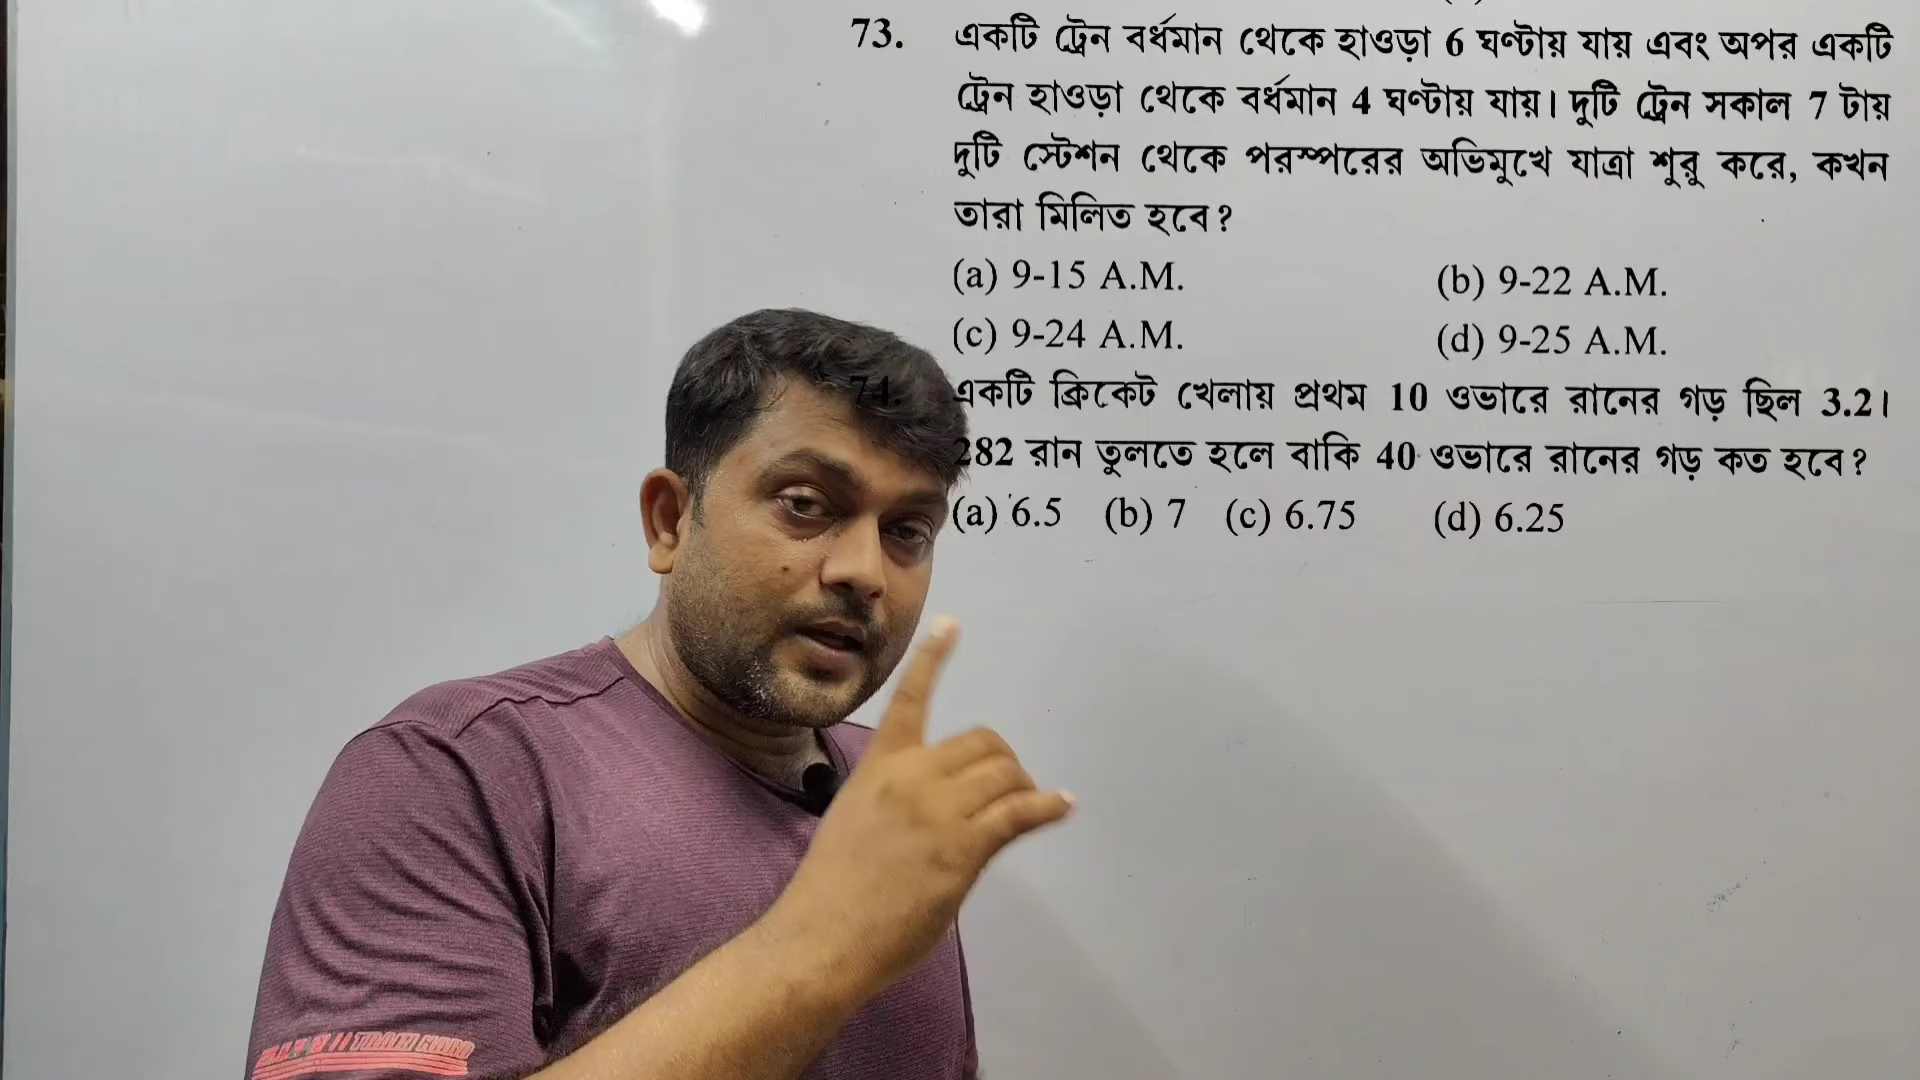 73. একটি ট্রেন বর্ধমান থেকে হাওড়া 6 ঘণ্টায় যায় এবং অপর একটি
ট্রেন হাওড়া থেকে বর্ধমান 4 ঘণ্টায় যায়। দুটি ট্রেন সকাল 7 টায়
দুটি স্টেশন থেকে পরস্পরের অভিমুখে যাত্রা শুরু করে, কখন
তারা মিলিত হবে?
(a) 9-15 A.M. (b) 9-22 A.M.
(c) 9-24 A.M. (d) 9-25 A.M.
74. একটি ক্রিকেট খেলায় প্রথম 10 ওভারে রানের গড় ছিল 3.2।
282 রান তুলতে হলে বাকি 40 ওভারে রানের গড় কত হবে?
(a) 6.5 (b) 7 (c) 6.75 (d) 6.25